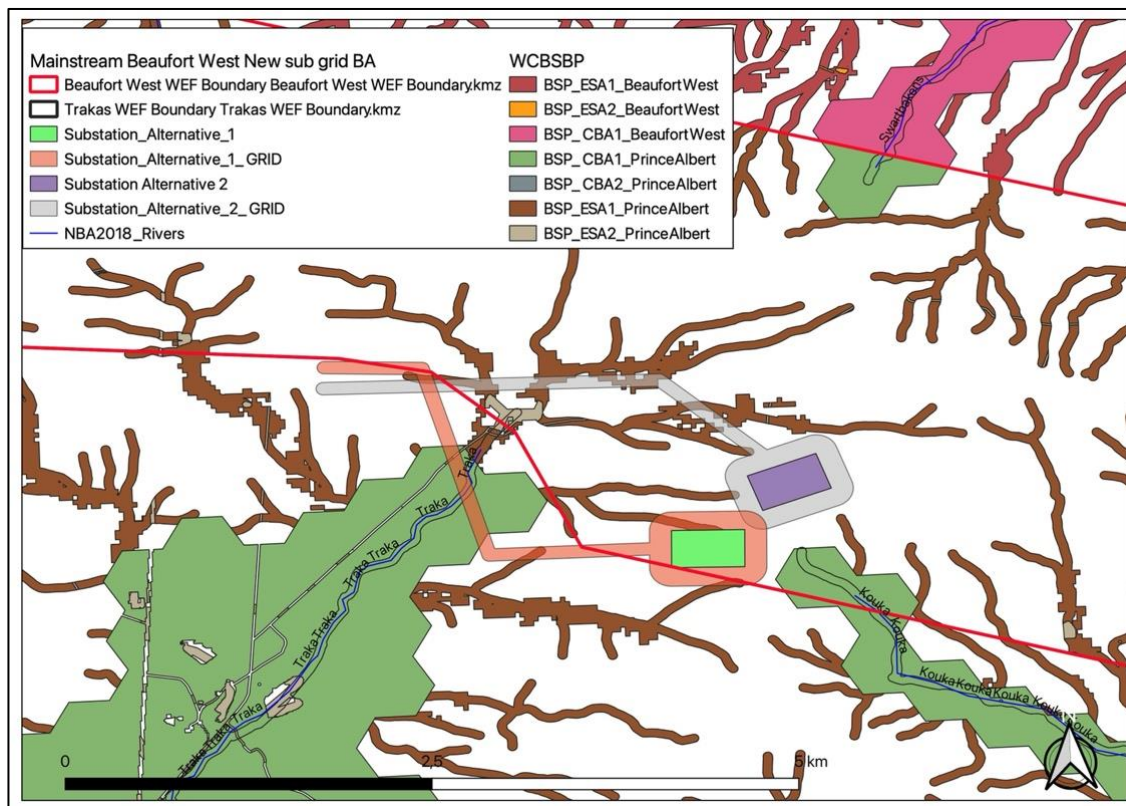 Mainstream Beaufort West New sub grid BA
Beaufort West WEF Boundary Beaufort West WEF Boundary.kmz
Trakas WEF Boundary Trakas WEF Boundary.kmz
Substation_Alternative_1
Substation_Alternative_1_GRID
Substation Alternative 2
Substation_Alternative_2_GRID
NBA2018_Rivers
WCBSBP
BSP_ESA1_BeaufortWest
BSP_ESA2_BeaufortWest
BSP_CBA1_BeaufortWest
BSP_CBA1_PrinceAlbert
BSP_CBA2_PrinceAlbert
BSP_ESA1_PrinceAlbert
BSP_ESA2_PrinceAlbert
Swartbakens
Traka
Traka
Traka
Traka
Traka
Traka
Traka
Traka
Traka
Kouka
Kouka
Kouka
Kouka
Kouka
Kouka
Kouka
0
2,5
5 km